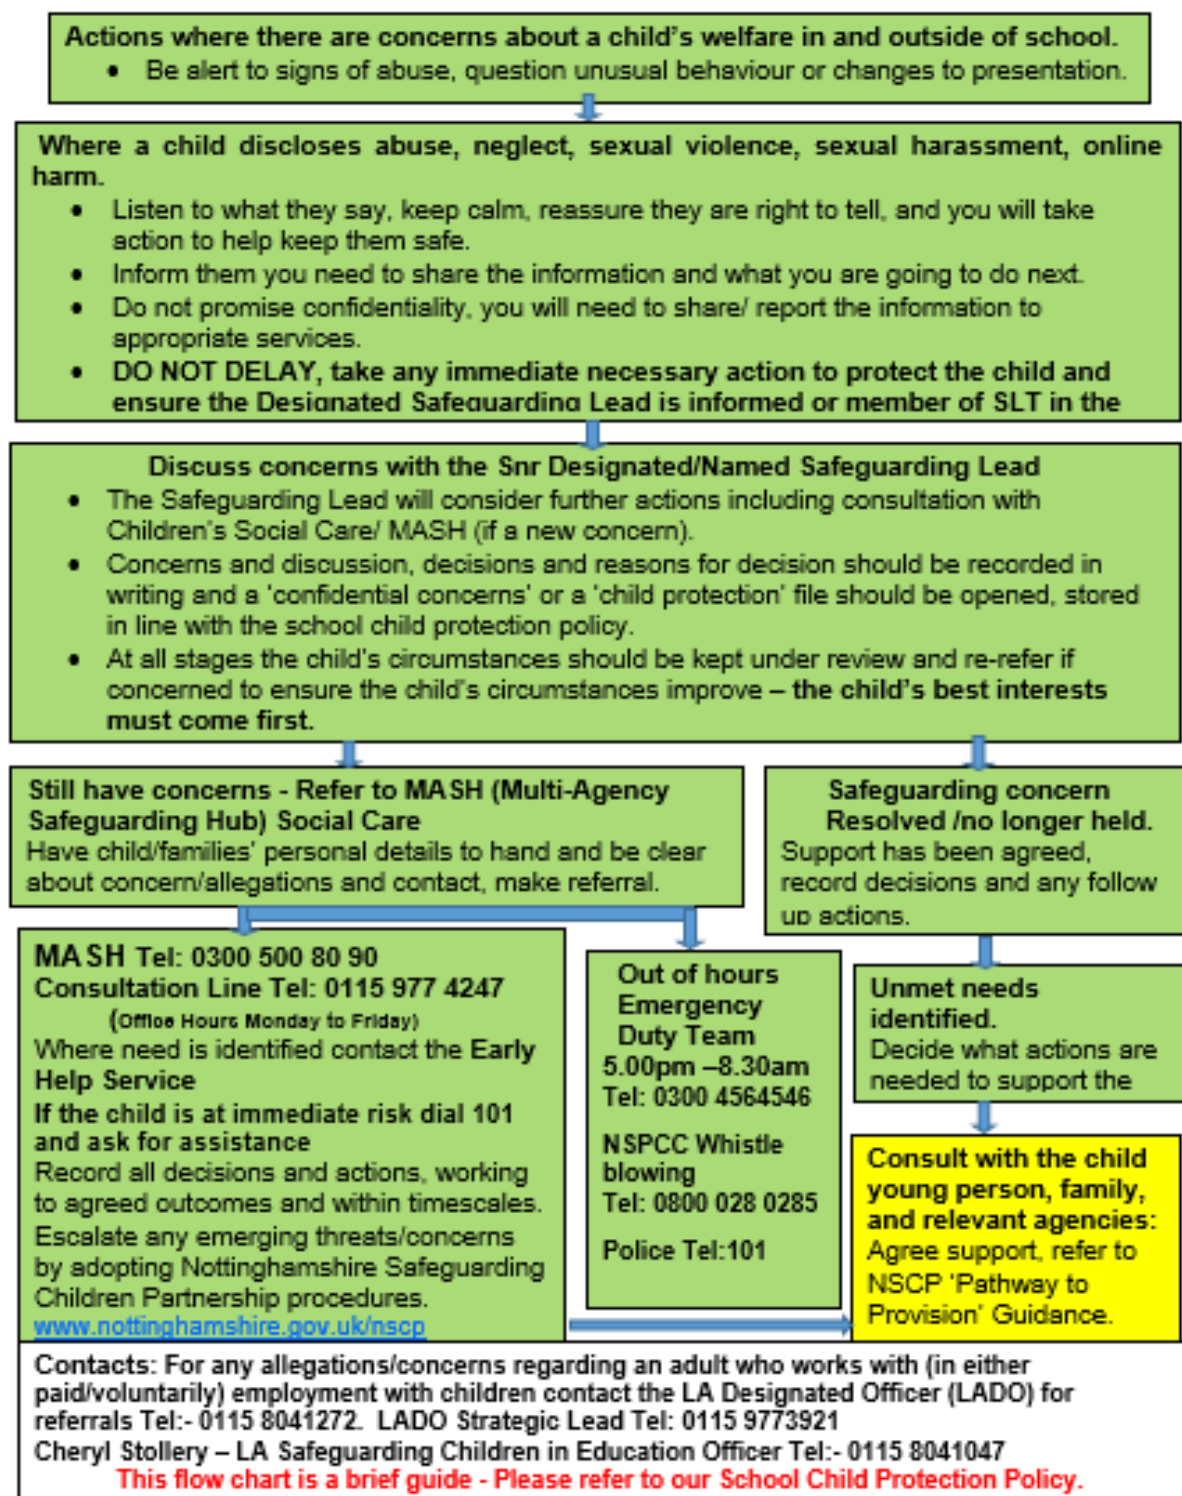 Actions where there are concerns about a child's welfare in and outside of school.
• Be alert to signs of abuse, question unusual behaviour or changes to presentation.
Where a child discloses abuse, neglect, sexual violence, sexual harassment, online
harm.
• Listen to what they say, keep calm, reassure they are right to tell, and you will take
action to help keep them safe.
• Inform them you need to share the information and what you are going to do next.
• Do not promise confidentiality, you will need to share/ report the information to
appropriate services.
• DO NOT DELAY, take any immediate necessary action to protect the child and
ensure the Designated Safeguarding Lead is informed or member of SLT in the
Discuss concerns with the Snr Designated/Named Safeguarding Lead
• The Safeguarding Lead will consider further actions including consultation with
Children's Social Care/ MASH (if a new concern).
• Concerns and discussion, decisions and reasons for decision should be recorded in
writing and a 'confidential concerns' or a 'child protection' file should be opened, stored
in line with the school child protection policy.
• At all stages the child's circumstances should be kept under review and re-refer if
concerned to ensure the child's circumstances improve – the child's best interests
must come first.
Still have concerns - Refer to MASH (Multi-Agency
Safeguarding Hub) Social Care
Have child/families' personal details to hand and be clear
about concern/allegations and contact, make referral.
Safeguarding concern
Resolved /no longer held.
Support has been agreed,
record decisions and any follow
up actions.
MASH Tel: 0300 500 80 90
Consultation Line Tel: 0115 977 4247
(Office Hours Monday to Friday)
Where need is identified contact the Early
Help Service
If the child is at immediate risk dial 101
and ask for assistance
Record all decisions and actions, working
to agreed outcomes and within timescales.
Escalate any emerging threats/concerns
by adopting Nottinghamshire Safeguarding
Children Partnership procedures.
www.nottinghamshire.gov.uk/nscp
Out of hours
Emergency
Duty Team
5.00pm –8.30am
Tel: 0300 4564546
NSPCC Whistle
blowing
Tel: 0800 028 0285
Police Tel:101
Unmet needs
identified.
Decide what actions are
needed to support the
Consult with the child
young person, family,
and relevant agencies:
Agree support, refer to
NSCP 'Pathway to
Provision' Guidance.
Contacts: For any allegations/concerns regarding an adult who works with (in either
paid/voluntarily) employment with children contact the LA Designated Officer (LADO) for
referrals Tel:- 0115 8041272. LADO Strategic Lead Tel: 0115 9773921
Cheryl Stollery – LA Safeguarding Children in Education Officer Tel:- 0115 8041047
This flow chart is a brief guide - Please refer to our School Child Protection Policy.